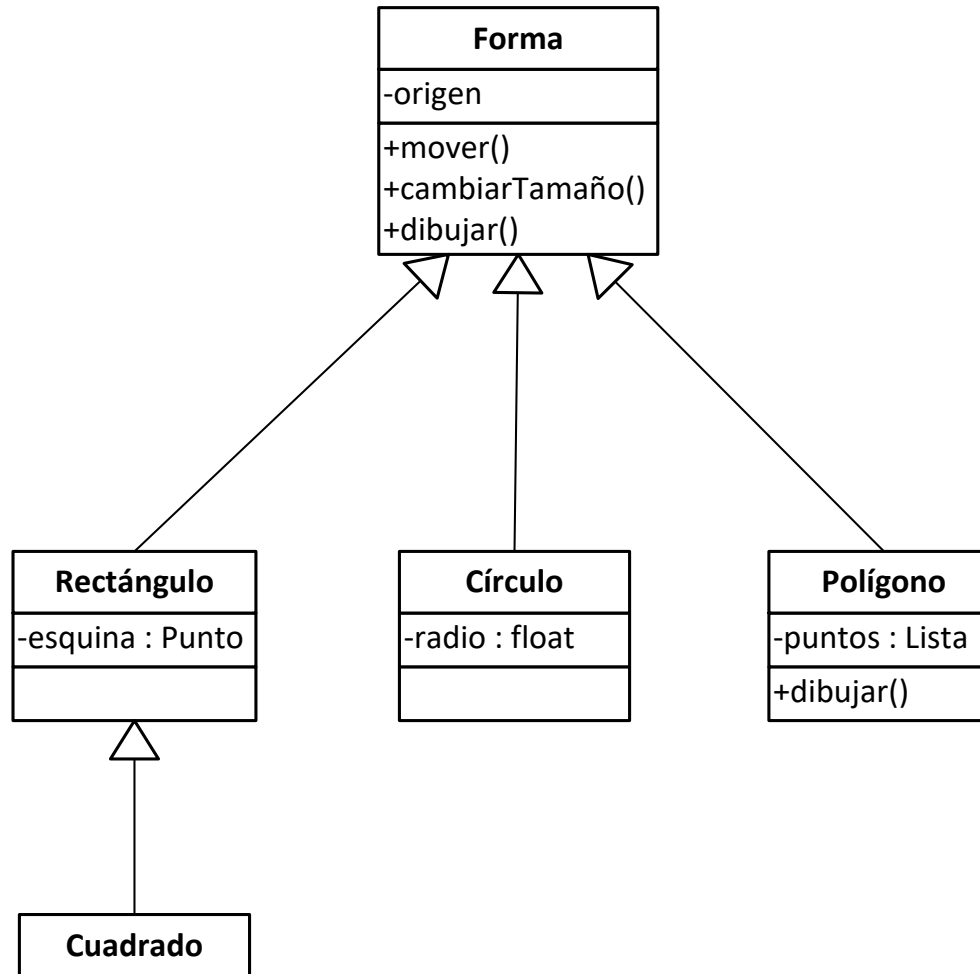 Forma
-origen
+mover()
+cambiarTamaño()
+dibujar()
Rectángulo
-esquina : Punto
Círculo
-radio : float
Polígono
-puntos : Lista
+dibujar()
Cuadrado